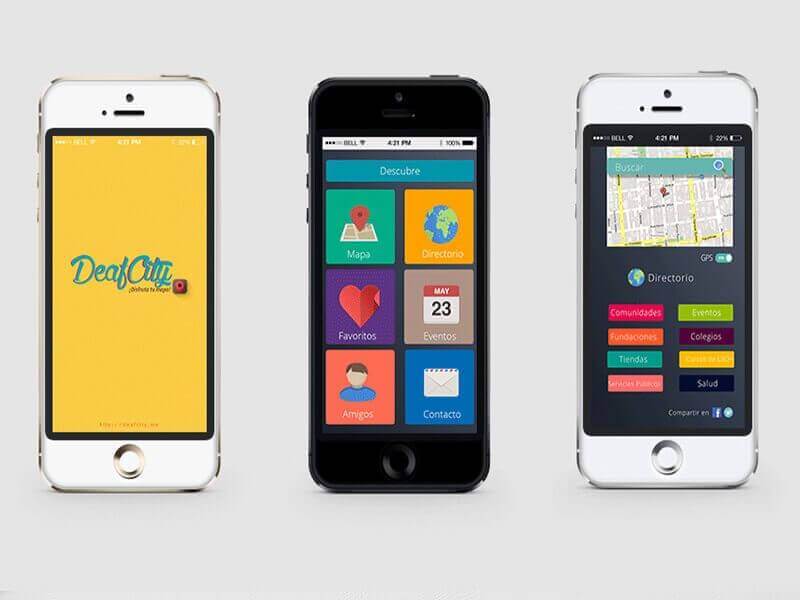 BELL
4:21 PM
22%
DeafCity
¡Disfruta tu mapa!
BELL
4:21 PM
100%
Descubre
Mapa
Directorio
Favoritos
MAY
23
Eventos
Amigos
Contacto
BELL
4:21 PM
22%
Buscar
GPS
Directorio
Comunidades
Eventos
Fundaciones
Colegios
Tiendas
Servicios Públicos
Salud
Compartir en